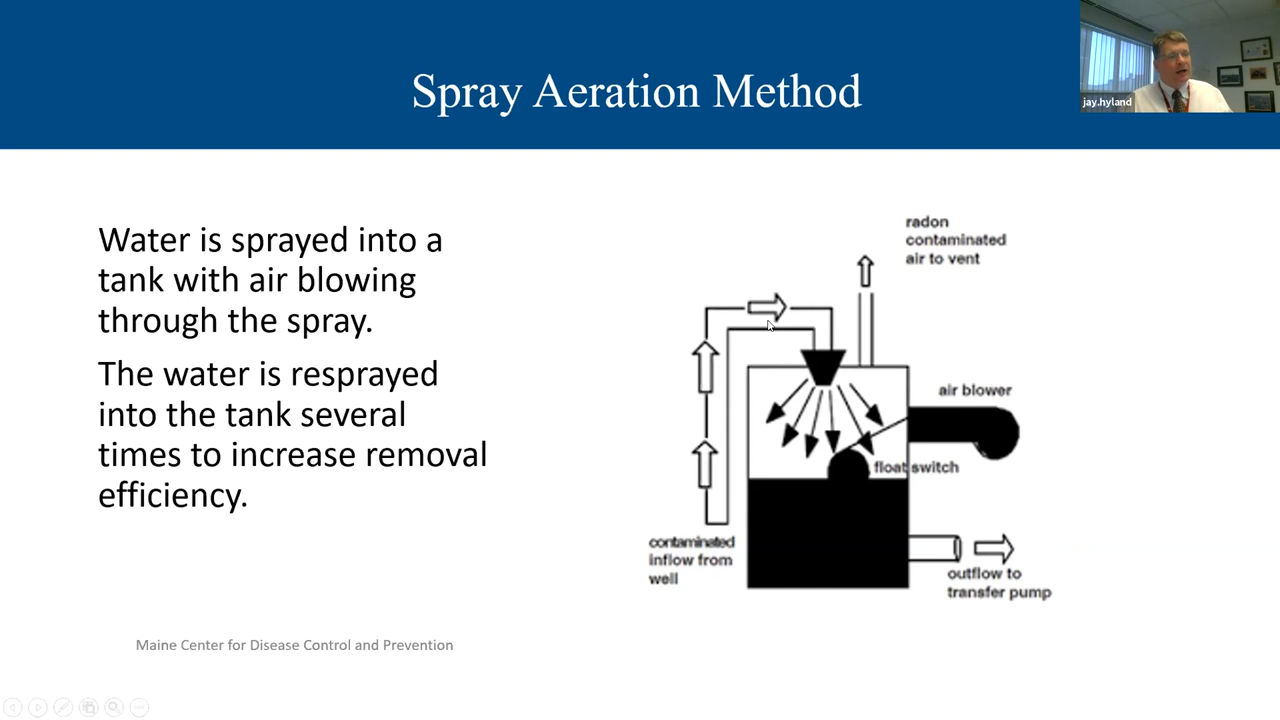 Spray Aeration Method
jay.hyland
Water is sprayed into a
tank with air blowing
through the spray.
The water is resprayed
into the tank several
times to increase removal
efficiency.
radon
contaminated
air to vent
air blower
float switch
contaminated
inflow from
well
outflow to
transfer pump
Maine Center for Disease Control and Prevention